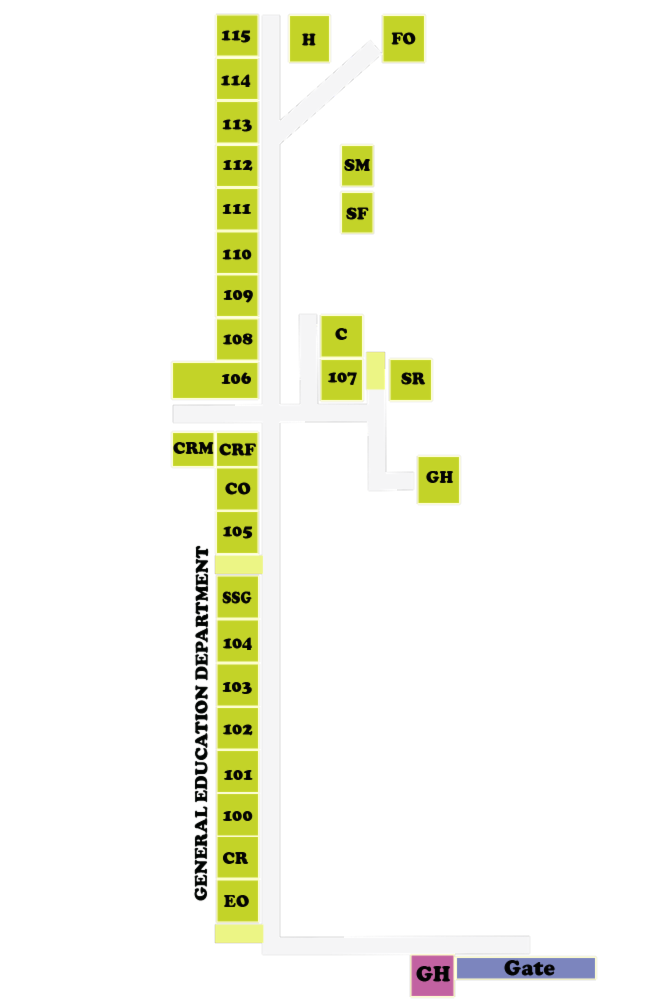 115 H FO
114
113
112 SM
111 SF
110
109
108 C
106 107 SR
CRM CRF
CO GH
105
GENERAL EDUCATION DEPARTMENT
SSG
104
103
102
101
100
CR
EO
GH Gate